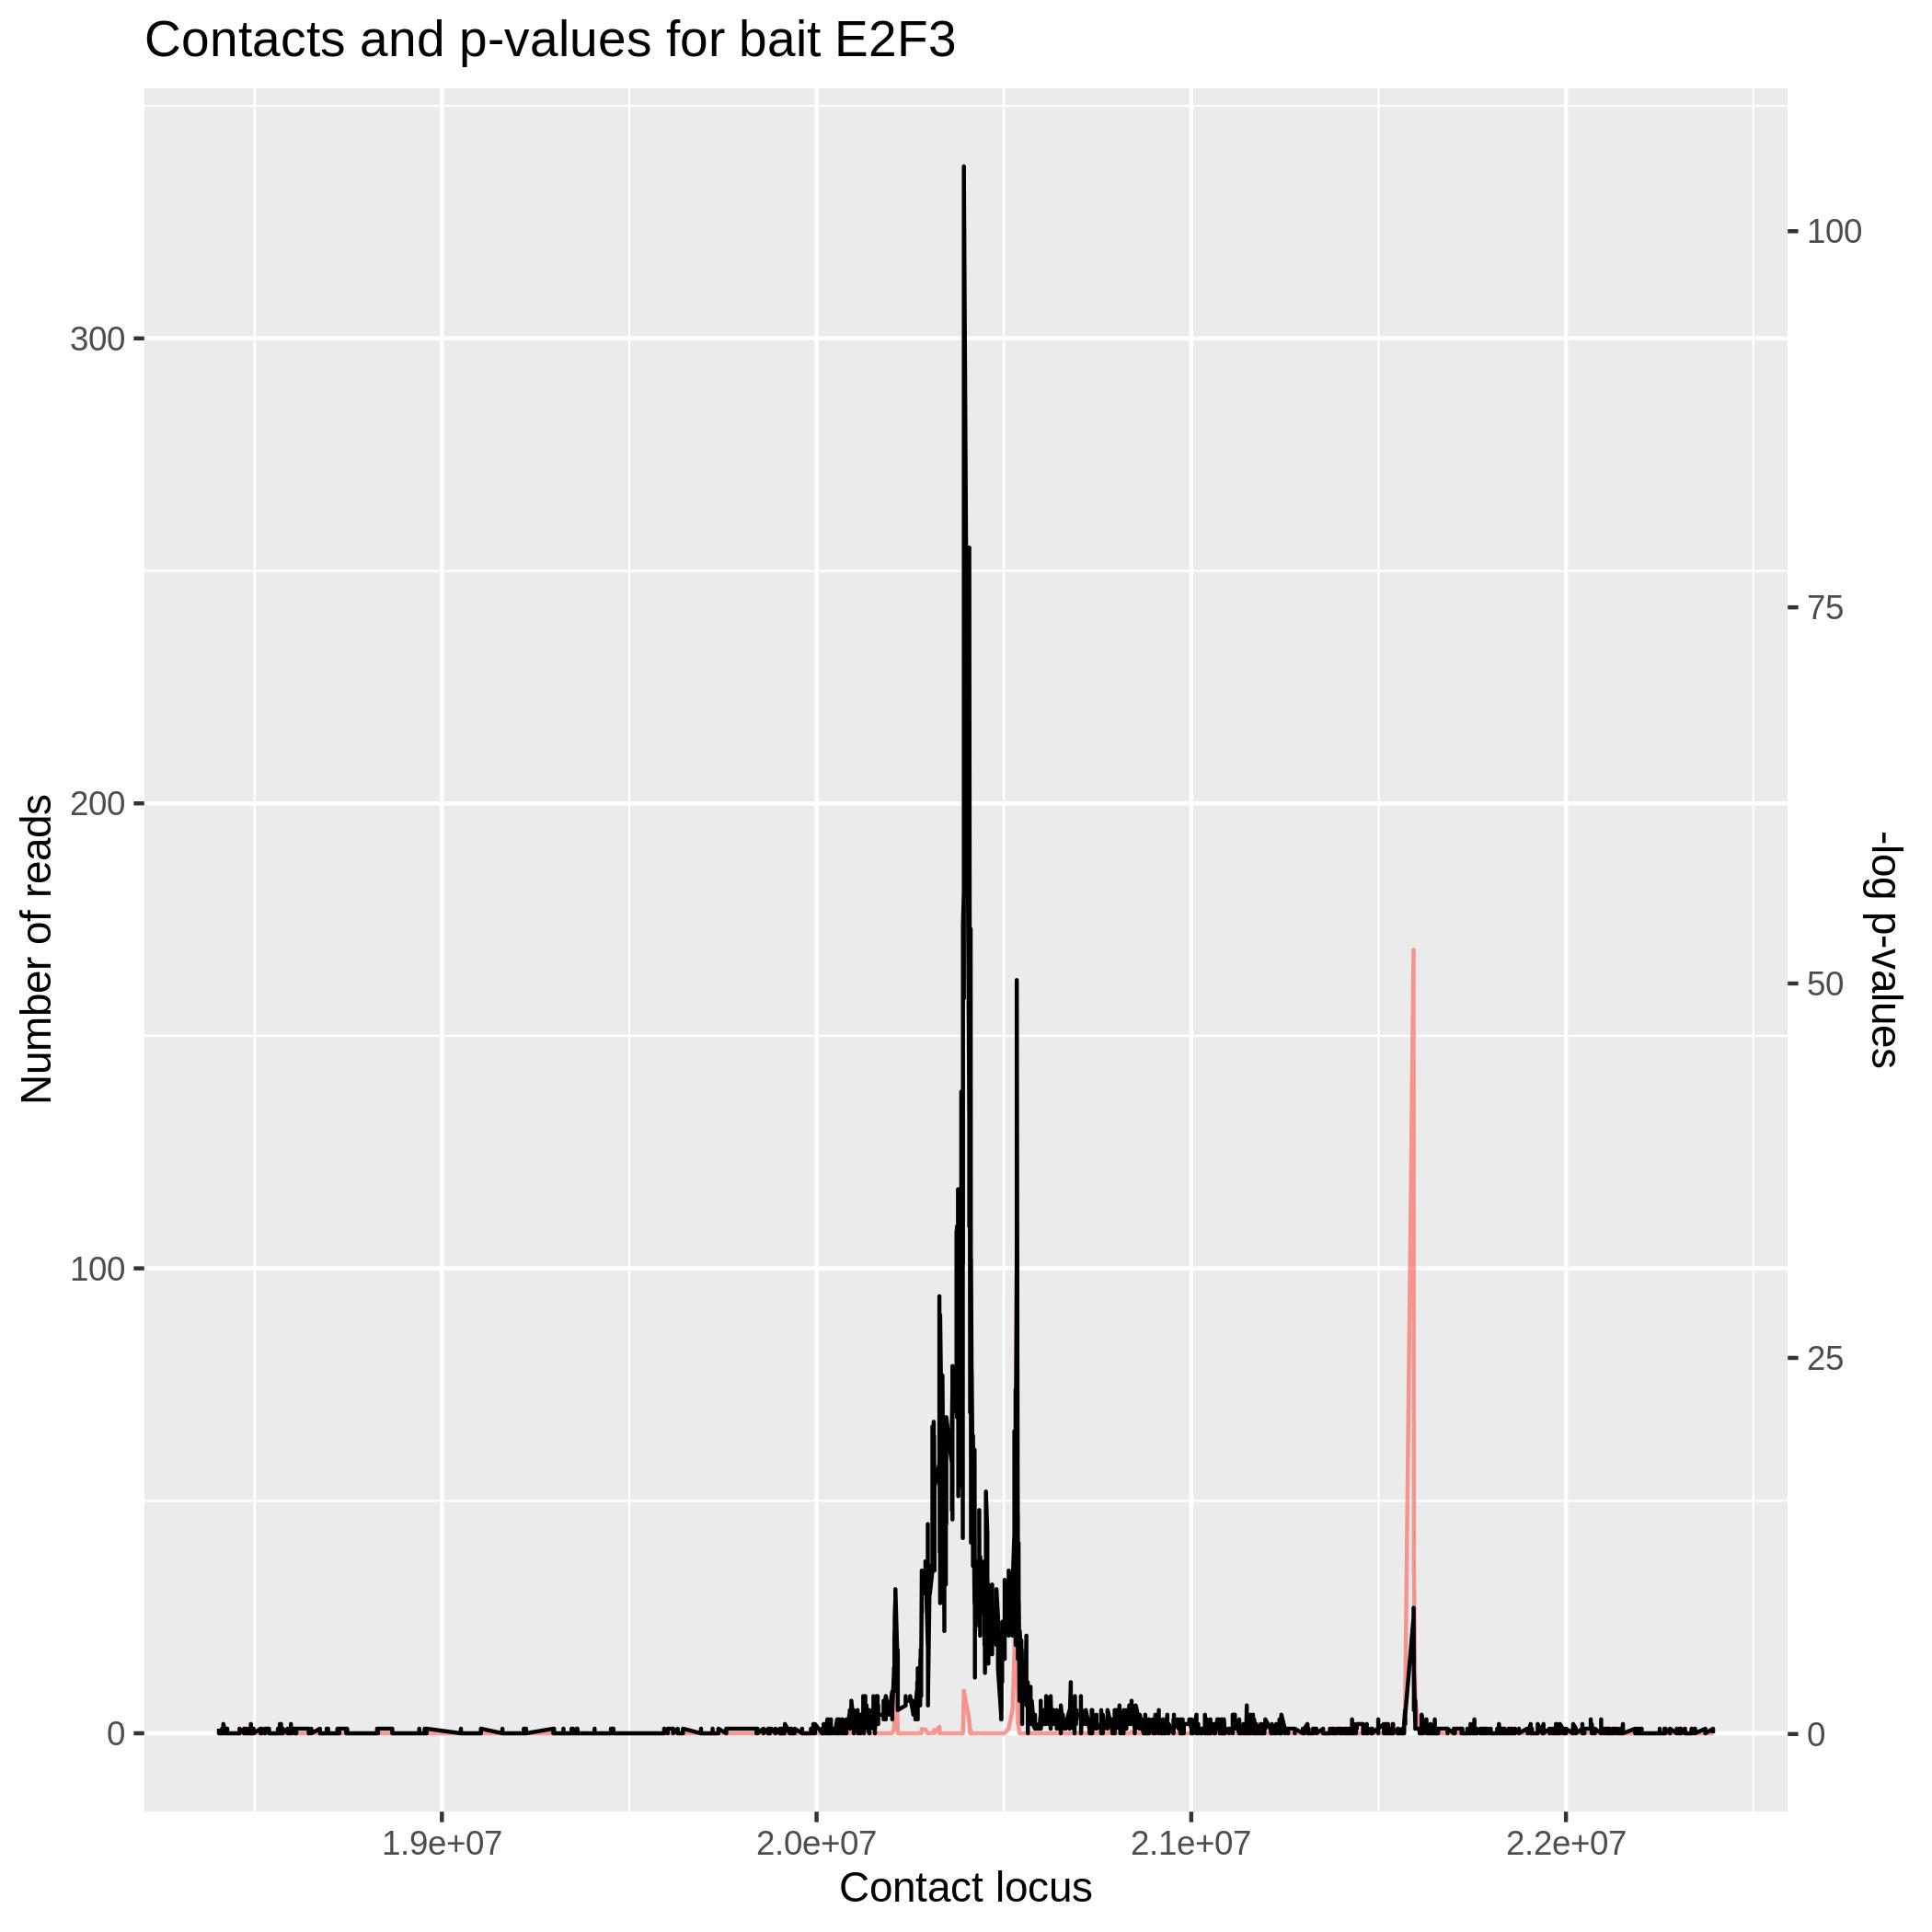 Contacts and p-values for bait E2F3
300
200
100
0
Number of reads
100
75
50
25
0
-log p-values
1.9e+07
2.0e+07
2.1e+07
2.2e+07
Contact locus